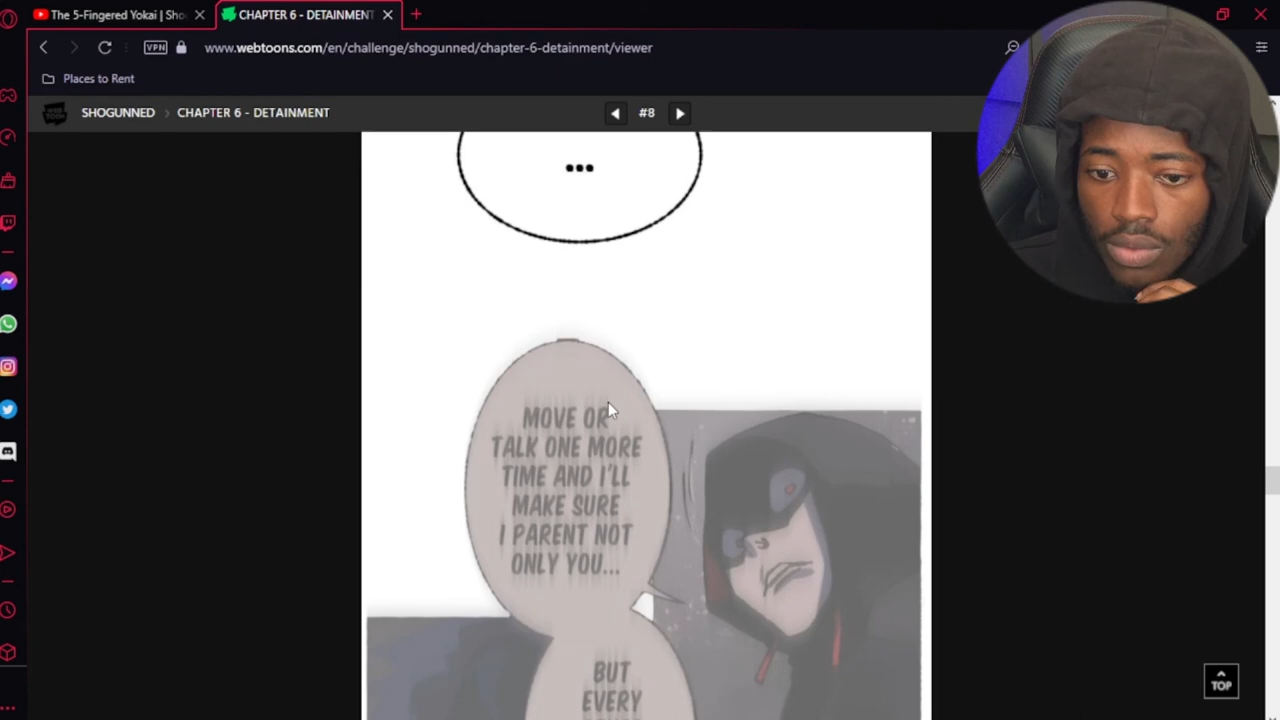 The 5-Fingered Yokai | Sho
CHAPTER 6 - DETAINMENT
VPN
www.webtoons.com/en/challenge/shogunned/chapter-6-detainment/viewer
Places to Rent
SHOGUNNED > CHAPTER 6 - DETAINMENT
#8
...
MOVE OR
TALK ONE MORE
TIME AND I'LL
MAKE SURE
I PARENT NOT
ONLY YOU...
BUT
EVERY
TOP